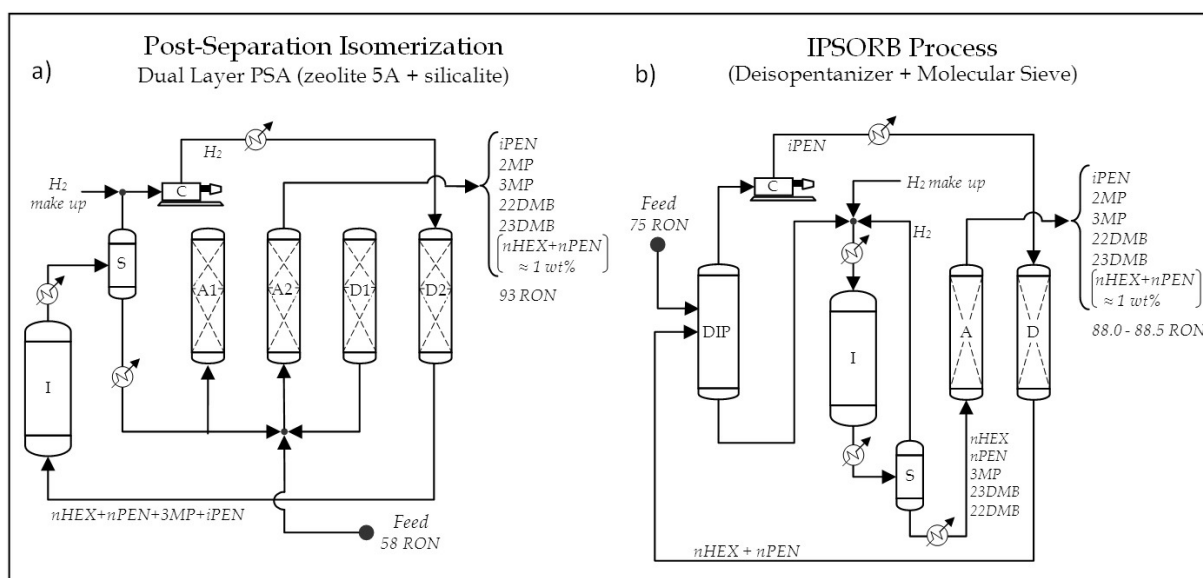 Post-Separation Isomerization
Dual Layer PSA (zeolite 5A + silicalite)
a)
H2
H2
make up
C
S
A1
A2
D1
D2
I
iPEN
2MP
3MP
22DMB
23DMB
nHEX+nPEN
≈ 1 wt%
93 RON
nHEX+nPEN+3MP+iPEN
Feed
58 RON
IPSORB Process
(Deisopentanizer + Molecular Sieve)
b)
iPEN
C
H2 make up
H2
Feed
75 RON
DIP
I
S
A
D
iPEN
2MP
3MP
22DMB
23DMB
nHEX+nPEN
≈ 1 wt%
88.0 - 88.5 RON
nHEX
nPEN
3MP
23DMB
22DMB
nHEX + nPEN